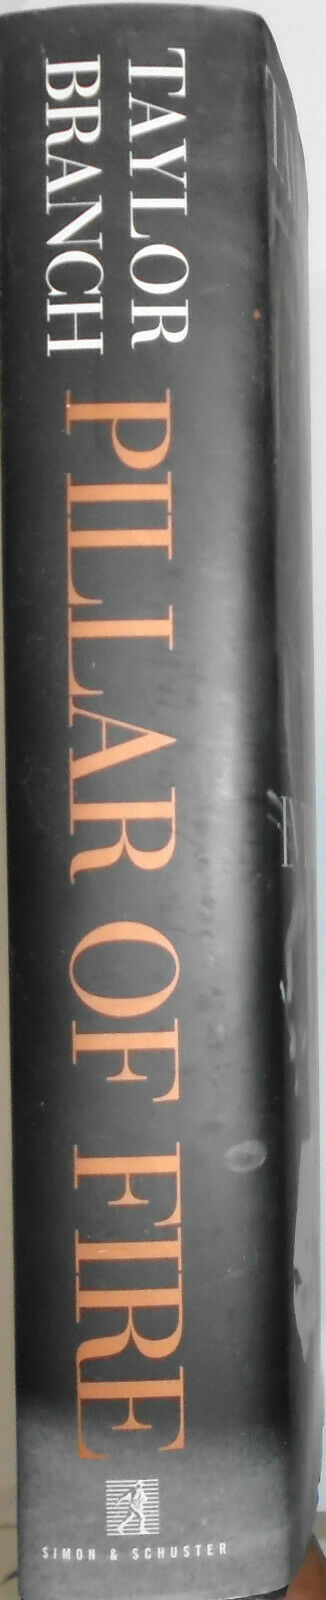 TAYLOR
BRANCH
PILLAR OF FIRE
SIMON & SCHUSTER